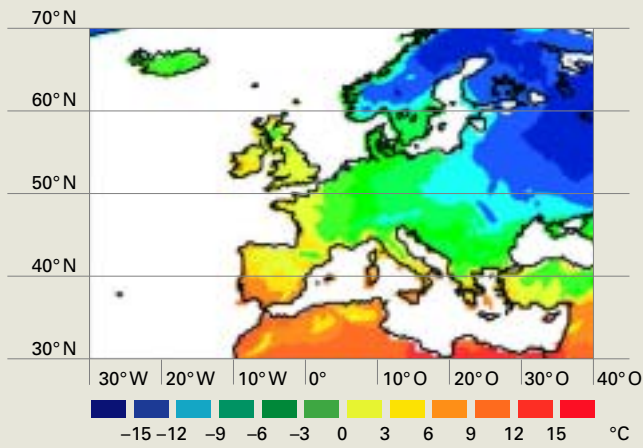 70° N
60° N
50° N
40° N
30° N
30° W 20° W 10° W 0° 10° O 20° O 30° O 40° O
–15 –12 –9 –6 –3 0 3 6 9 12 15 °C